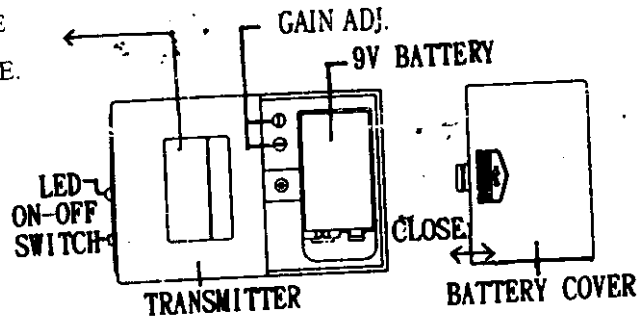 GAIN ADJ.
9V BATTERY
E.
LED
ON-OFF
SWITCH
CLOSE
TRANSMITTER
BATTERY COVER